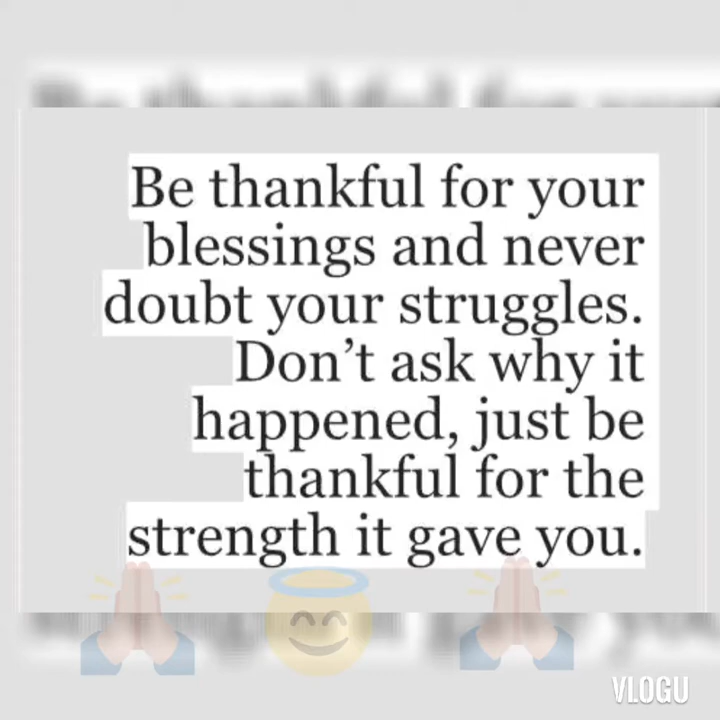 Be thankful for your
blessings and never
doubt your struggles.
Don’t ask why it
happened, just be
thankful for the
strength it gave you.
VLOGU